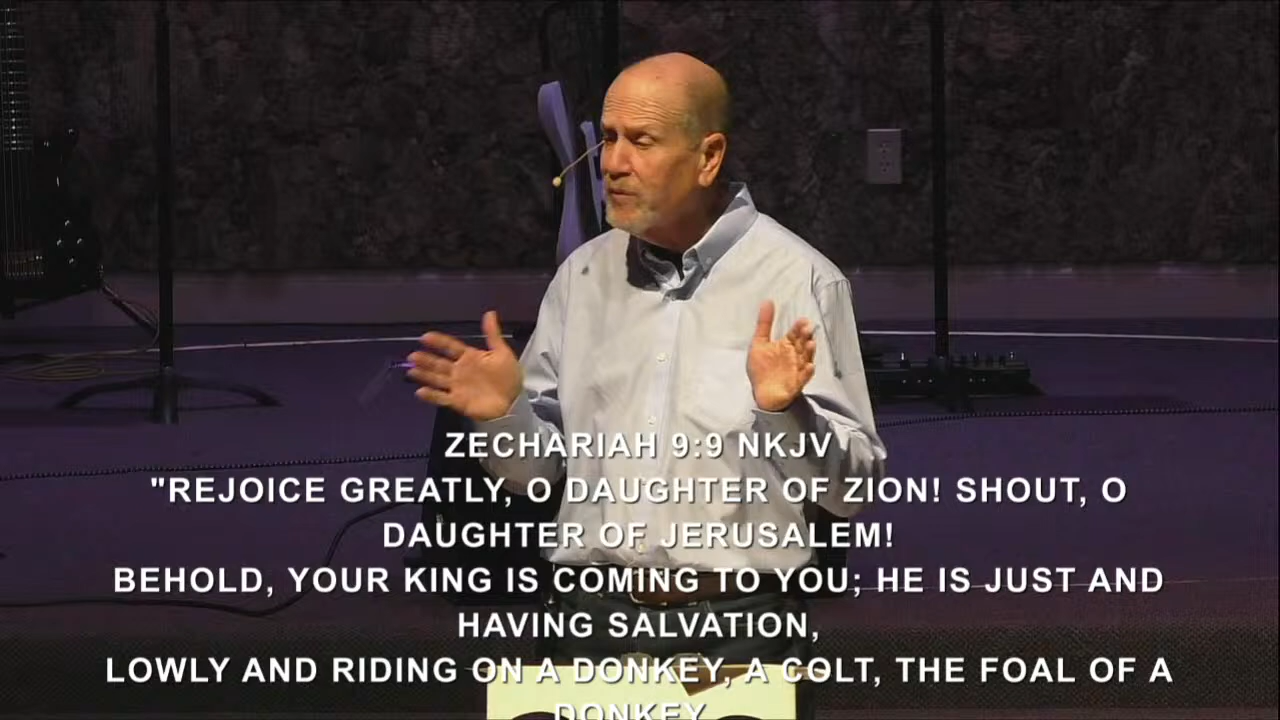 ZECHARIAH 9:9 NKJV
"REJOICE GREATLY, O DAUGHTER OF ZION! SHOUT, O
DAUGHTER OF JERUSALEM!
BEHOLD, YOUR KING IS COMING TO YOU; HE IS JUST AND
HAVING SALVATION,
LOWLY AND RIDING ON A DONKEY, A COLT, THE FOAL OF A
DONKEY